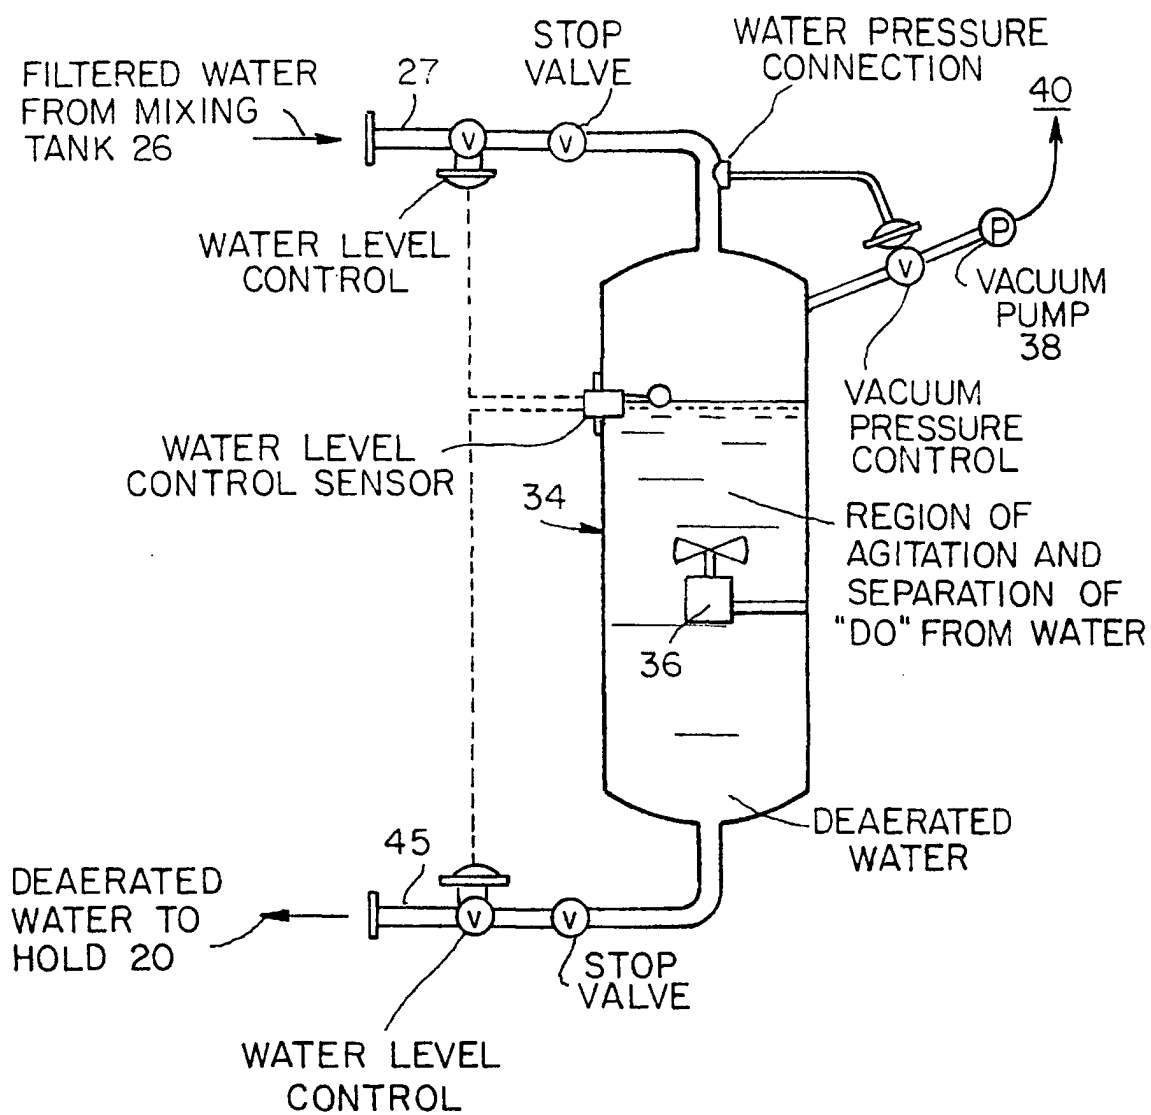 STOP
VALVE
WATER PRESSURE
CONNECTION
FILTERED WATER
FROM MIXING
TANK 26
27
40
V
V
WATER LEVEL
CONTROL
P
V
VACUUM
PUMP
38
VACUUM
PRESSURE
CONTROL
WATER LEVEL
CONTROL SENSOR
34
REGION OF
AGITATION AND
SEPARATION OF
"DO" FROM WATER
36
DEAERATED
WATER
45
DEAERATED
WATER TO
HOLD 20
V
V
STOP
VALVE
WATER LEVEL
CONTROL